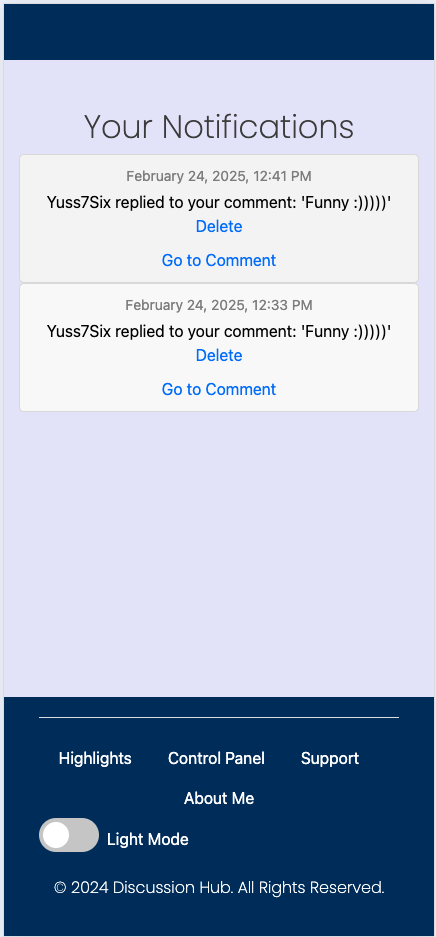 Your Notifications
February 24, 2025, 12:41 PM
Yuss7Six replied to your comment: 'Funny :)))))'
Delete
Go to Comment
February 24, 2025, 12:33 PM
Yuss7Six replied to your comment: 'Funny :)))))'
Delete
Go to Comment
Highlights Control Panel Support
About Me
Light Mode
© 2024 Discussion Hub. All Rights Reserved.